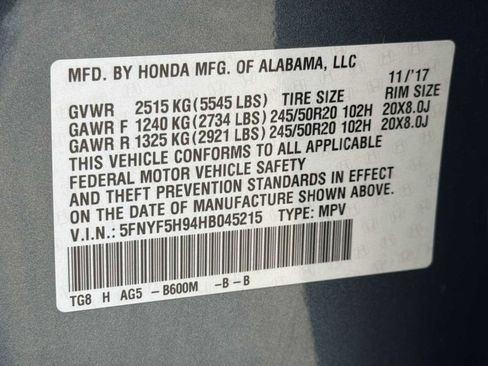 MFD. BY HONDA MFG. OF ALABAMA, LLC 11/'17
GVWR 2515 KG (5545 LBS) TIRE SIZE RIM SIZE
GAWR F 1240 KG (2734 LBS) 245/50R20 102H 20X8.0J
GAWR R 1325 KG (2921 LBS) 245/50R20 102H 20X8.0J
THIS VEHICLE CONFORMS TO ALL APPLICABLE
FEDERAL MOTOR VEHICLE SAFETY
AND THEFT PREVENTION STANDARDS IN EFFECT
ON THE DATE OF MANUFACTURE SHOWN ABOVE.
V.I.N.: 5FNYF5H94HB045215 TYPE: MPV
TG8 H AG5 -B600M -B -B